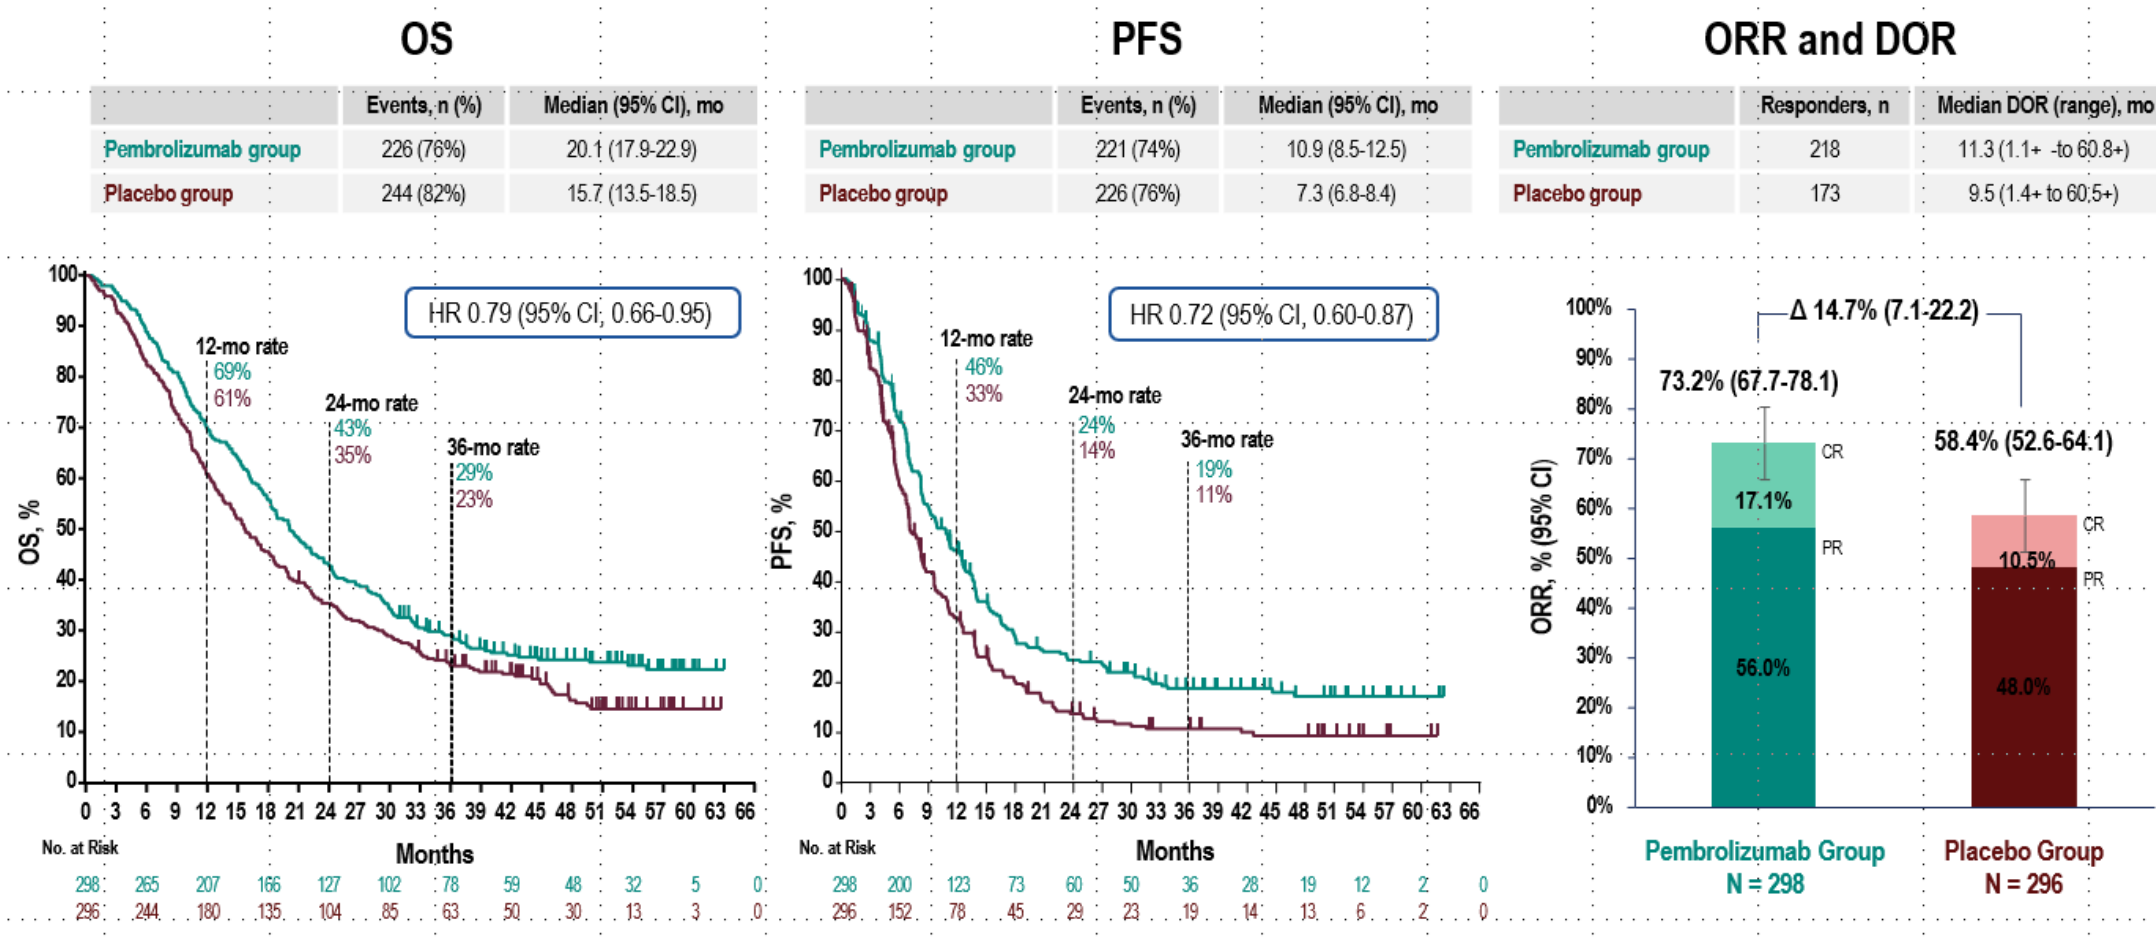 OS
Events, n (%) Median (95% CI), mo
Pembrolizumab group 226 (76%) 20.1 (17.9-22.9)
Placebo group 244 (82%) 15.7 (13.5-18.5)
HR 0.79 (95% CI, 0.66-0.95)
12-mo rate
69%
61%
24-mo rate
43%
35%
36-mo rate
29%
23%
OS, %
100
90
80
70
60
50
40
30
20
10
0
0 3 6 9 12 15 18 21 24 27 30 33 36 39 42 45 48 51 54 57 60 63 66
No. at Risk
Months
298 265 207 166 127 102 78 59 48 32 5 0
296 244 180 135 104 85 63 50 30 13 3 0
PFS
Events, n (%) Median (95% CI), mo
Pembrolizumab group 221 (74%) 10.9 (8.5-12.5)
Placebo group 226 (76%) 7.3 (6.8-8.4)
HR 0.72 (95% CI, 0.60-0.87)
12-mo rate
46%
33%
24-mo rate
24%
14%
36-mo rate
19%
11%
PFS, %
100
90
80
70
60
50
40
30
20
10
0
0 3 6 9 12 15 18 21 24 27 30 33 36 39 42 45 48 51 54 57 60 63 66
No. at Risk
Months
298 200 123 73 60 50 36 28 19 12 2 0
296 152 78 45 29 23 19 14 13 6 2 0
ORR and DOR
Responders, n Median DOR (range), mo
Pembrolizumab group 218 11.3 (1.1+ -to 60.8+)
Placebo group 173 9.5 (1.4+ to 60.5+)
Δ 14.7% (7.1-22.2)
73.2% (67.7-78.1)
58.4% (52.6-64.1)
ORR, % (95% CI)
100%
90%
80%
70%
60%
50%
40%
30%
20%
10%
0%
CR
17.1%
PR
56.0%
CR
10.5%
PR
48.0%
Pembrolizumab Group
N = 298
Placebo Group
N = 296